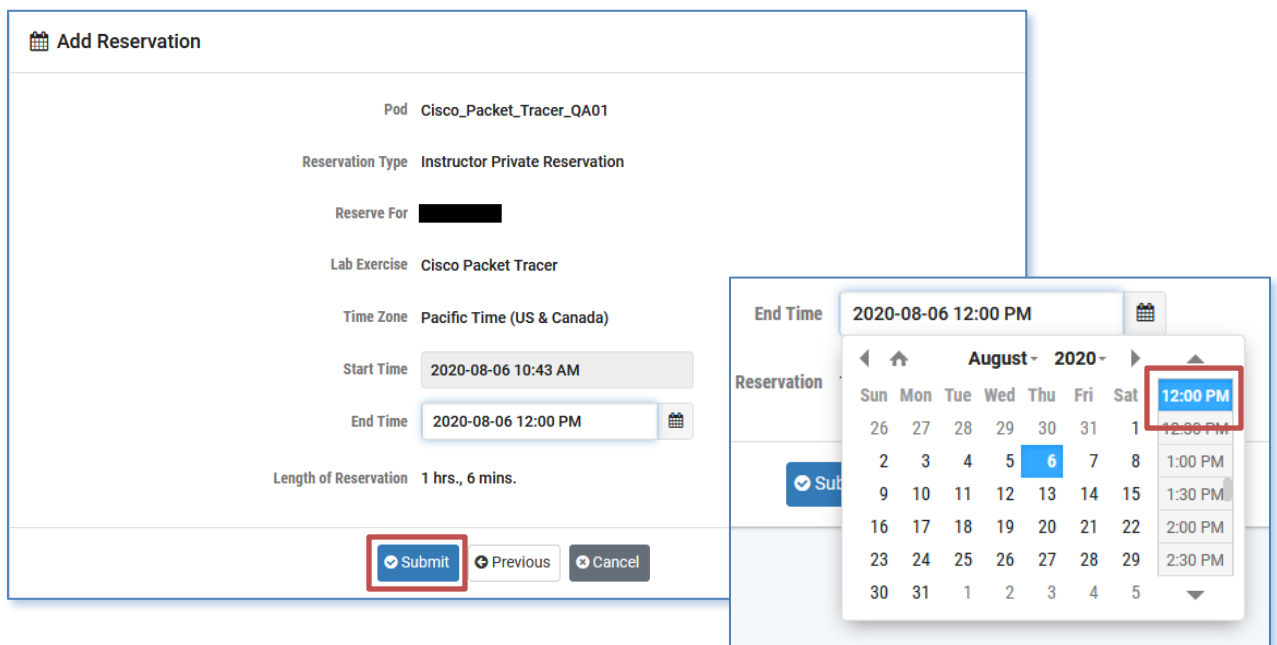 Add Reservation
Pod Cisco_Packet_Tracer_QA01
Reservation Type Instructor Private Reservation
Reserve For
Lab Exercise Cisco Packet Tracer
Time Zone Pacific Time (US & Canada)
Start Time 2020-08-06 10:43 AM
End Time 2020-08-06 12:00 PM
Length of Reservation 1 hrs., 6 mins.
Submit Previous Cancel
End Time 2020-08-06 12:00 PM
August 2020
Reservation
Sun Mon Tue Wed Thu Fri Sat 12:00 PM
26 27 28 29 30 31 1 12:30 PM
2 3 4 5 6 7 8 1:00 PM
9 10 11 12 13 14 15 1:30 PM
16 17 18 19 20 21 22 2:00 PM
23 24 25 26 27 28 29 2:30 PM
30 31 1 2 3 4 5